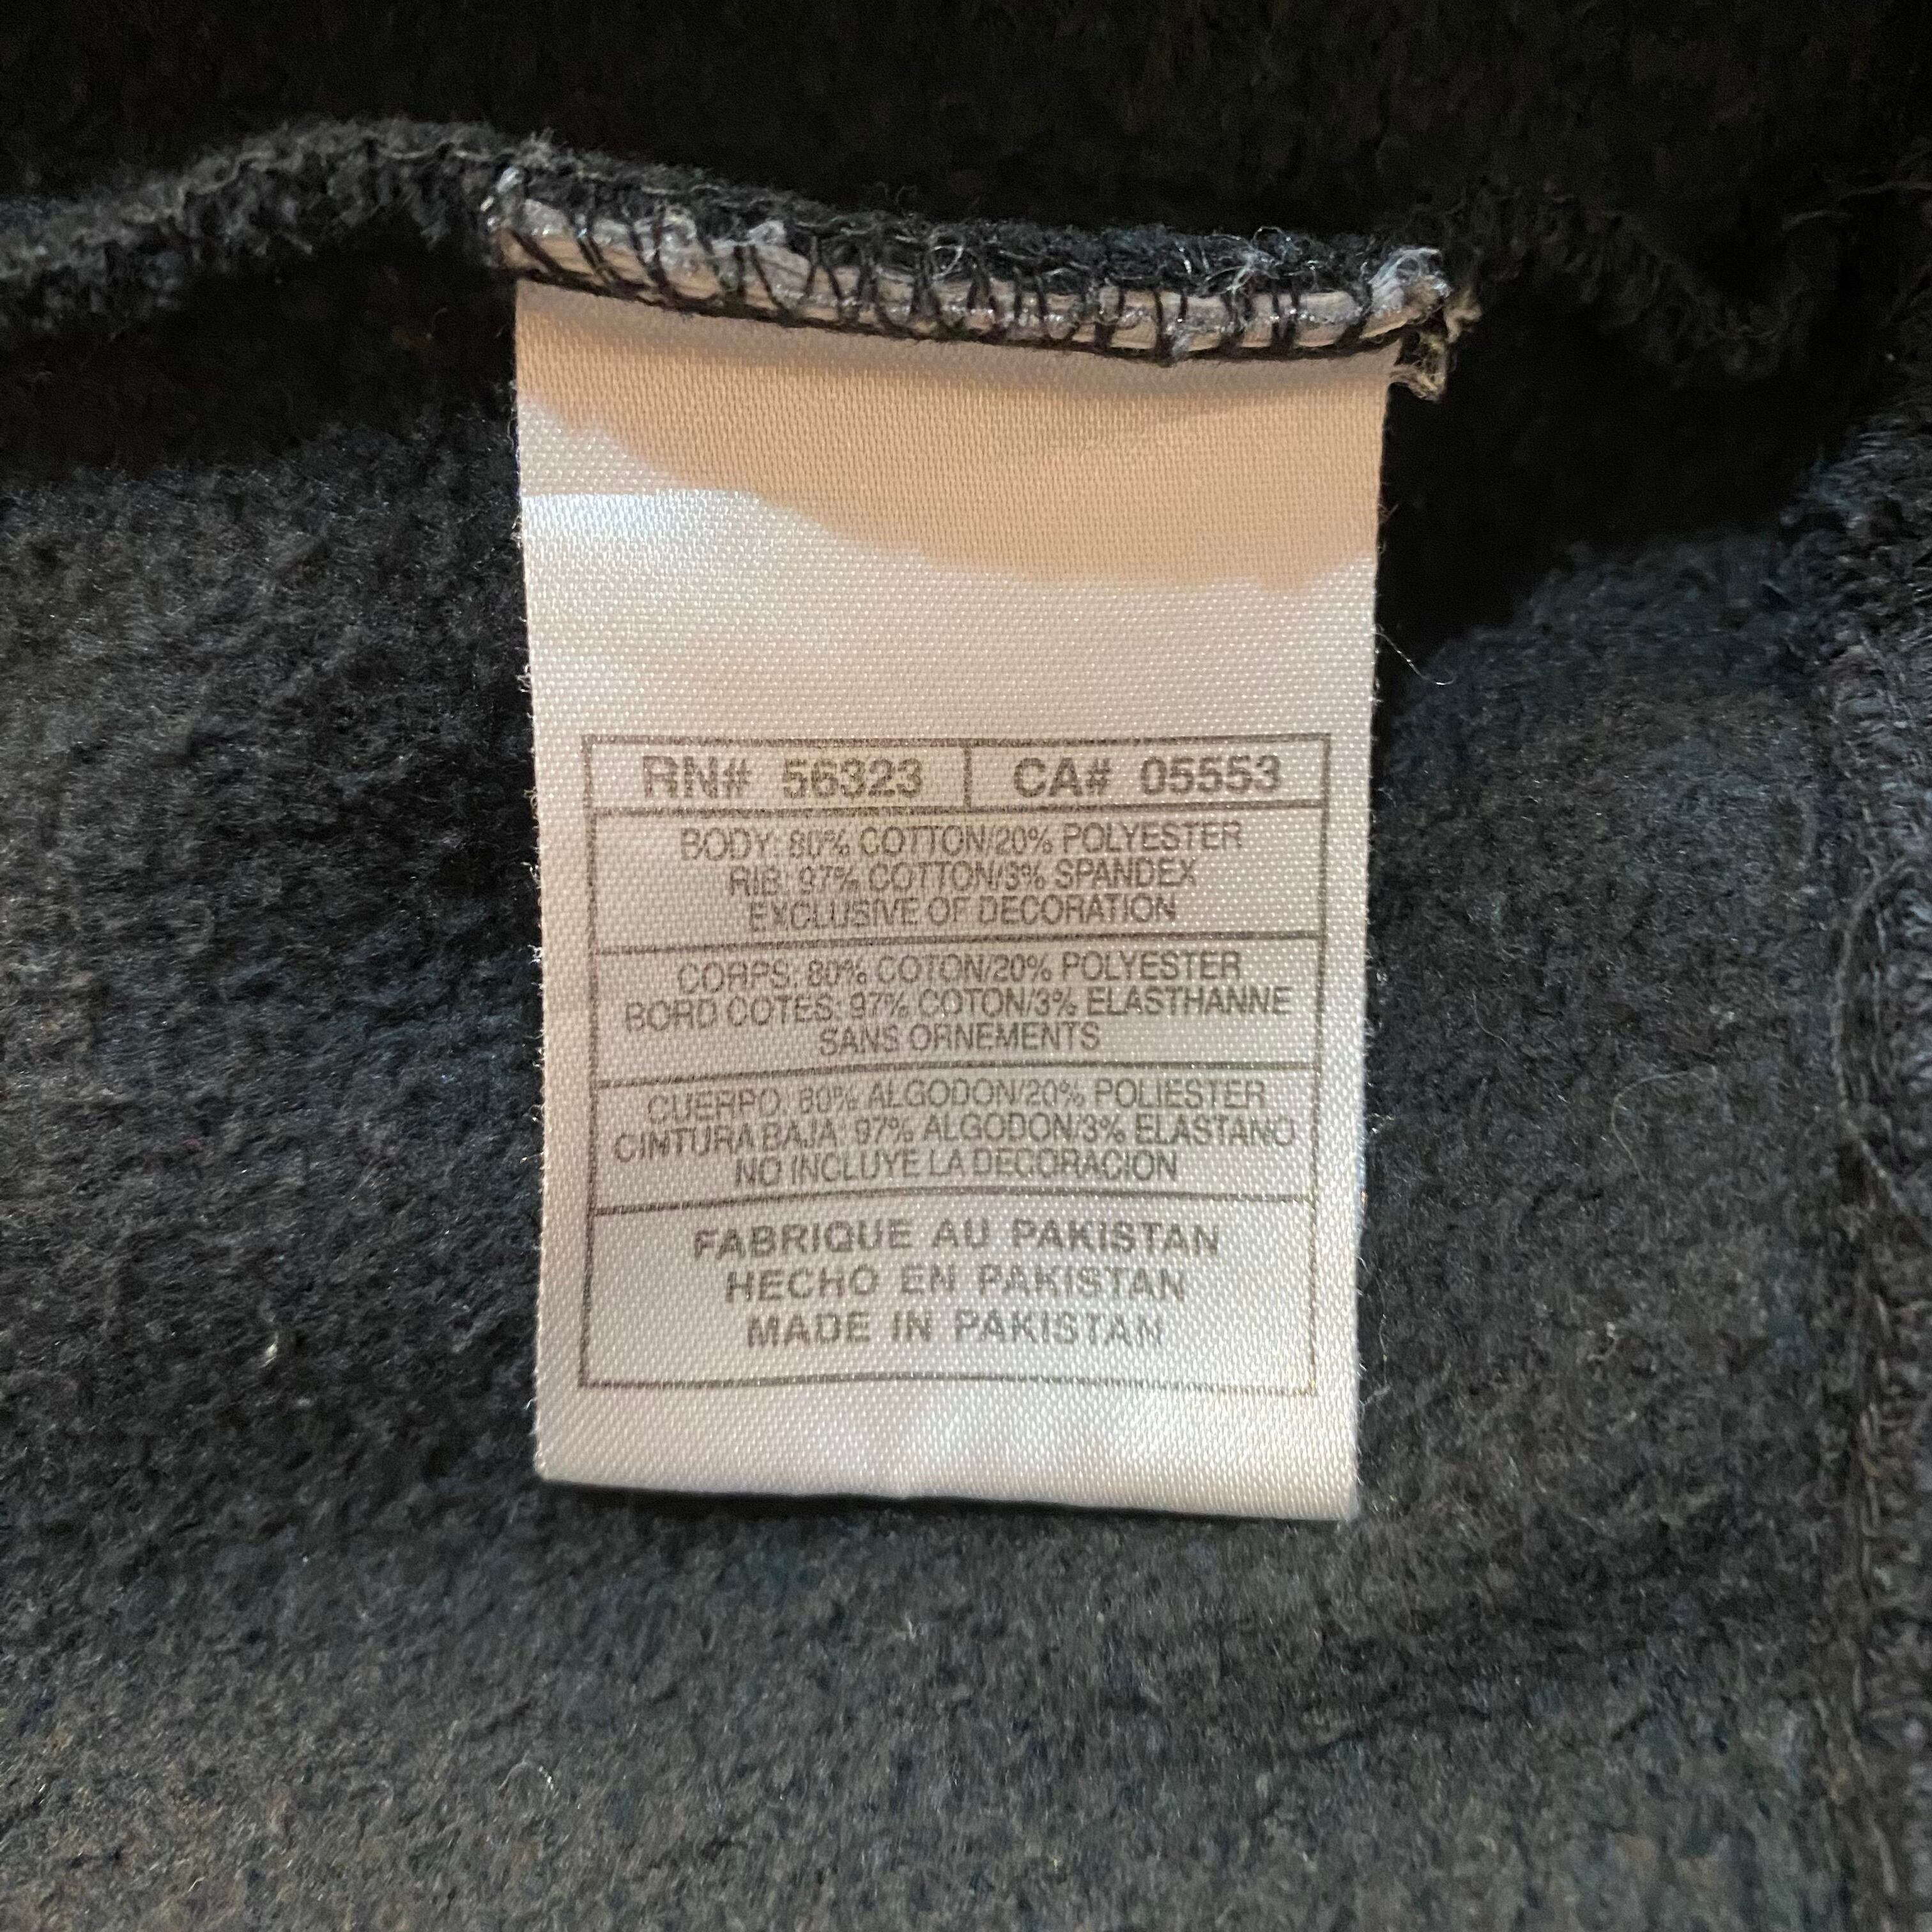 RN# 56323 CA# 05553
BODY: 80% COTTON/20% POLYESTER
RIB: 97% COTTON/3% SPANDEX
EXCLUSIVE OF DECORATION
CORPS: 80% COTON/20% POLYESTER
BORD COTES: 97% COTON/3% ELASTHANNE
SANS ORNEMENTS
CUERPO: 80% ALGODON/20% POLIESTER
CINTURA BAJA: 97% ALGODON/3% ELASTANO
NO INCLUYE LA DECORACION
FABRIQUE AU PAKISTAN
HECHO EN PAKISTAN
MADE IN PAKISTAN